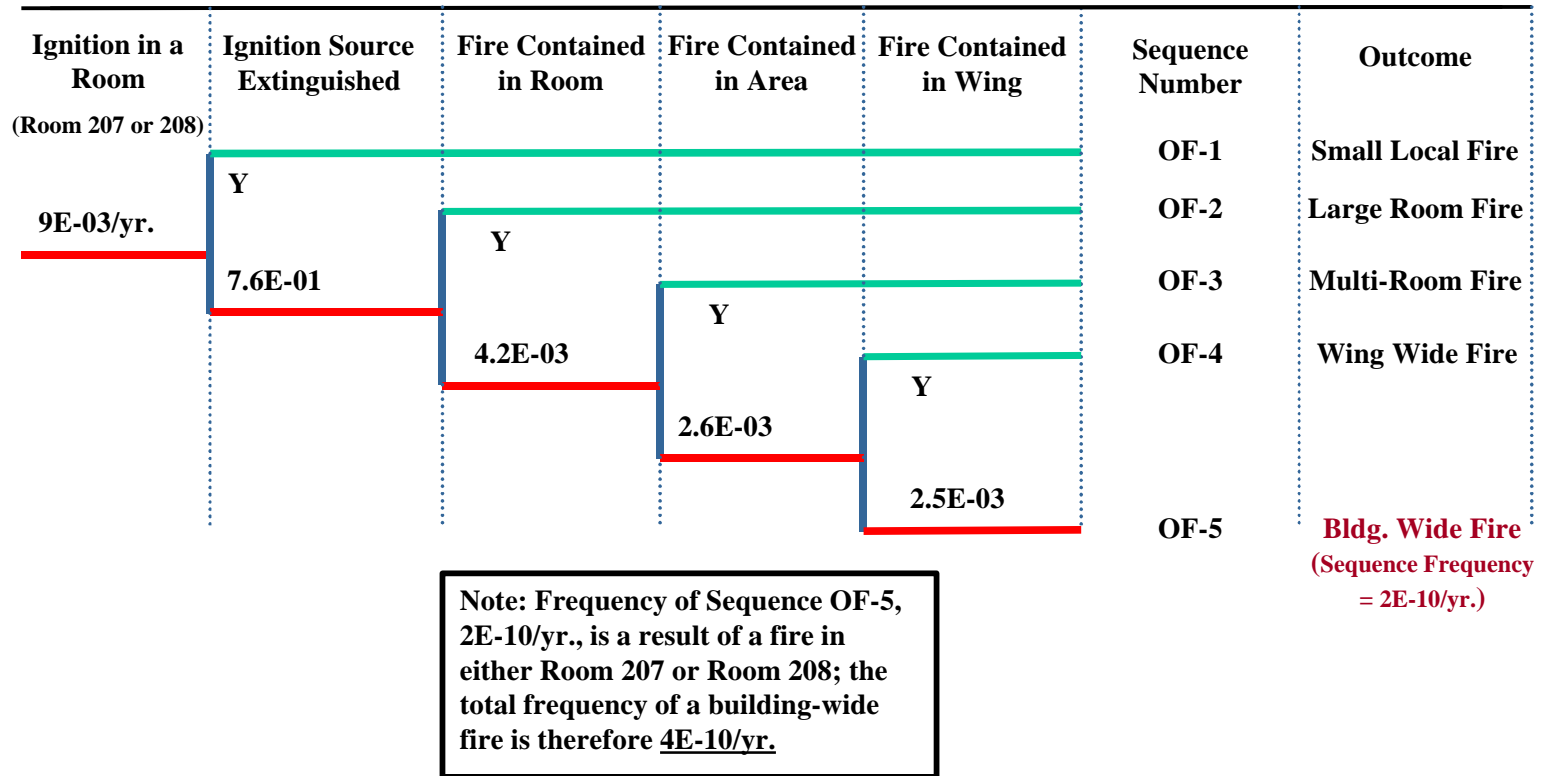 Ignition in a
Room
(Room 207 or 208)
Ignition Source
Extinguished
Fire Contained
in Room
Fire Contained
in Area
Fire Contained
in Wing
Sequence
Number
Outcome
OF-1
Small Local Fire
Y
OF-2
Large Room Fire
9E-03/yr.
Y
7.6E-01
OF-3
Multi-Room Fire
Y
4.2E-03
OF-4
Wing Wide Fire
Y
2.6E-03
2.5E-03
OF-5
Bldg. Wide Fire
(Sequence Frequency
= 2E-10/yr.)
Note: Frequency of Sequence OF-5,
2E-10/yr., is a result of a fire in
either Room 207 or Room 208; the
total frequency of a building-wide
fire is therefore 4E-10/yr.